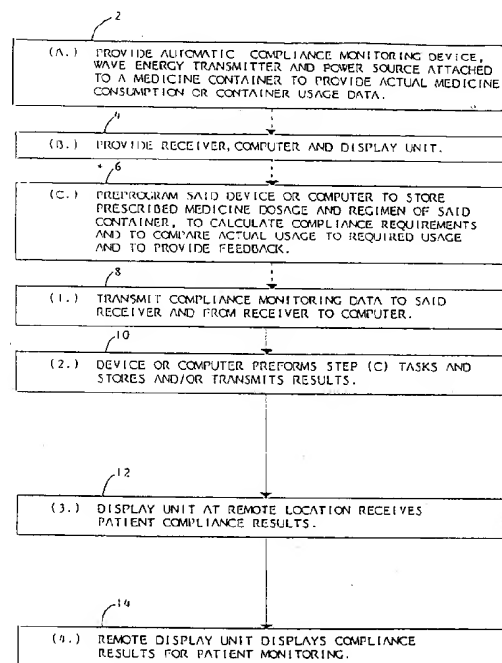 2
(A.) PROVIDE AUTOMATIC COMPLIANCE MONITORING DEVICE,
WAVE ENERGY TRANSMITTER AND POWER SOURCE ATTACHED
TO A MEDICINE CONTAINER TO PROVIDE ACTUAL MEDICINE
CONSUMPTION OR CONTAINER USAGE DATA.
4
(B.) PROVIDE RECEIVER, COMPUTER AND DISPLAY UNIT.
6
(C.) PREPROGRAM SAID DEVICE OR COMPUTER TO STORE
PRESCRIBED MEDICINE DOSAGE AND REGIMEN OF SAID
CONTAINER, TO CALCULATE COMPLIANCE REQUIREMENTS
AND TO COMPARE ACTUAL USAGE TO REQUIRED USAGE
AND TO PROVIDE FEEDBACK.
8
(1.) TRANSMIT COMPLIANCE MONITORING DATA TO SAID
RECEIVER AND FROM RECEIVER TO COMPUTER.
10
(2.) DEVICE OR COMPUTER PREFORMS STEP (C) TASKS AND
STORES AND/OR TRANSMITS RESULTS.
12
(3.) DISPLAY UNIT AT REMOTE LOCATION RECEIVES
PATIENT COMPLIANCE RESULTS.
14
(4.) REMOTE DISPLAY UNIT DISPLAYS COMPLIANCE
RESULTS FOR PATIENT MONITORING.